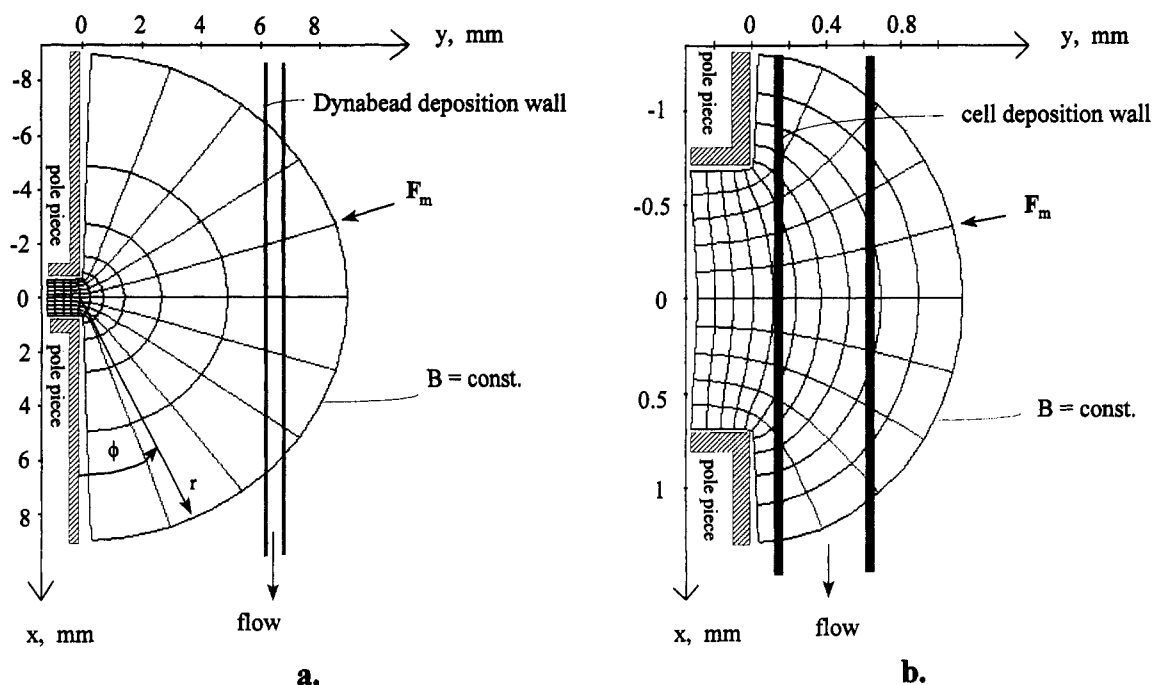 0 2 4 6 8
y, mm
-8
-6
-4
-2
0
2
4
6
8
x, mm
pole piece
pole piece
Dynabead deposition wall
F_m
B = const.
ϕ
r
flow
a.
0 0.4 0.8
y, mm
-1
-0.5
0
0.5
1
x, mm
pole piece
pole piece
cell deposition wall
F_m
B = const.
flow
b.